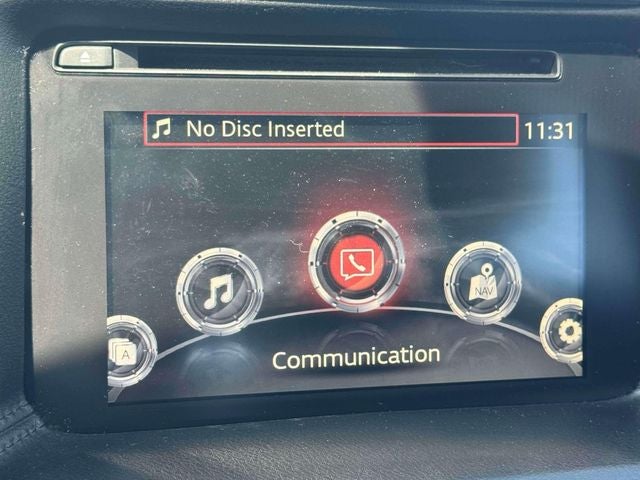 No Disc Inserted 11:31
NAV
A
Communication